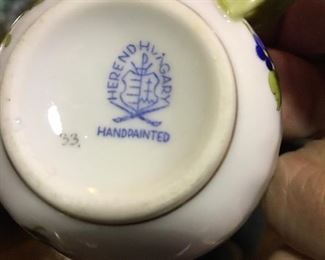 HEREND HUNGARY
HANDPAINTED
33.